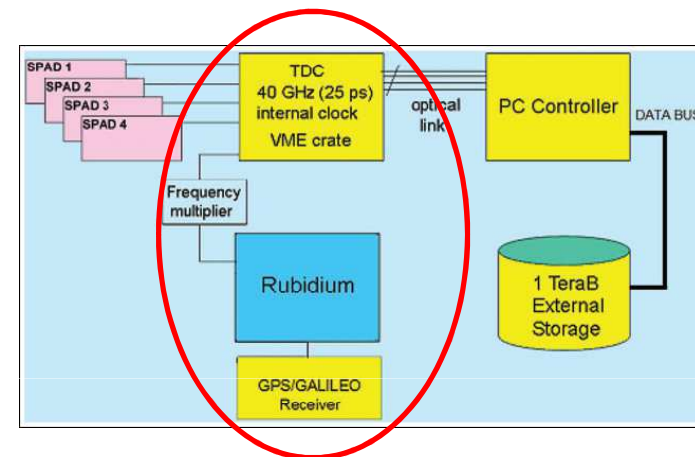 SPAD 1
SPAD 2
SPAD 3
SPAD 4
TDC
40 GHz (25 ps)
internal clock
VME crate
optical
link
PC Controller
DATA BUS
Frequency
multiplier
Rubidium
1 TeraB
External
Storage
GPS/GALILEO
Receiver